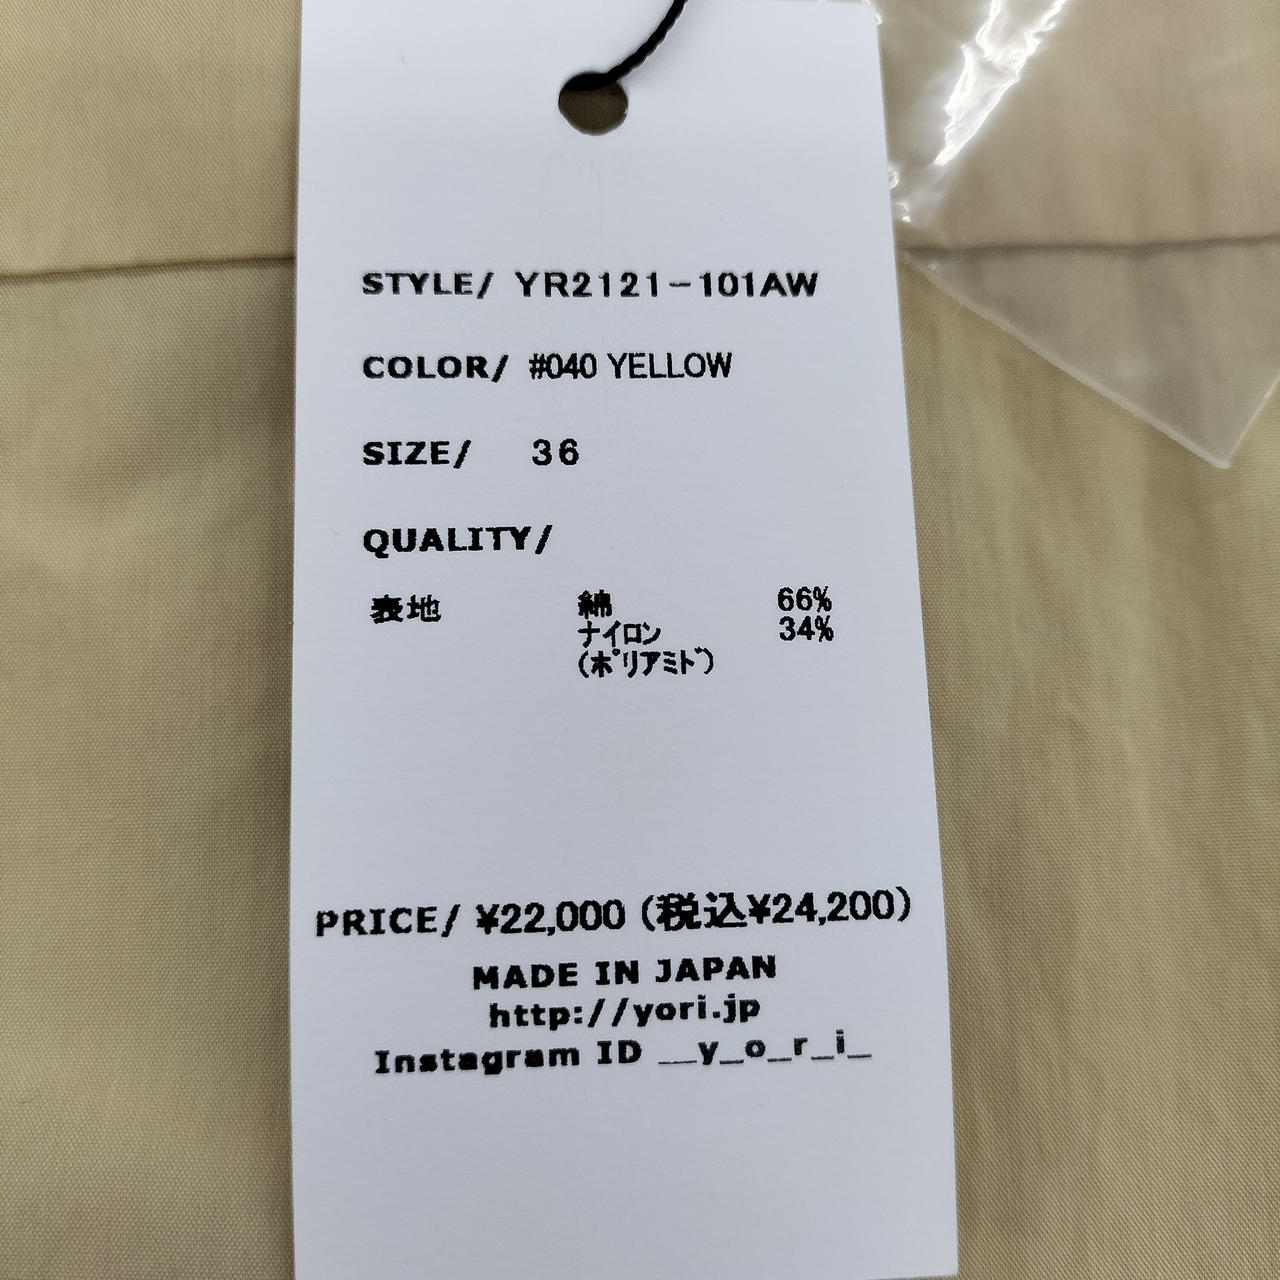 STYLE/ YR2121-101AW
COLOR/ #040 YELLOW
SIZE/ 36
QUALITY/
表地 綿 66%
ナイロン 34%
(ポリアミド)
PRICE/ ¥22,000 (税込¥24,200)
MADE IN JAPAN
http://yori.jp
Instagram ID __y_o_r_i_